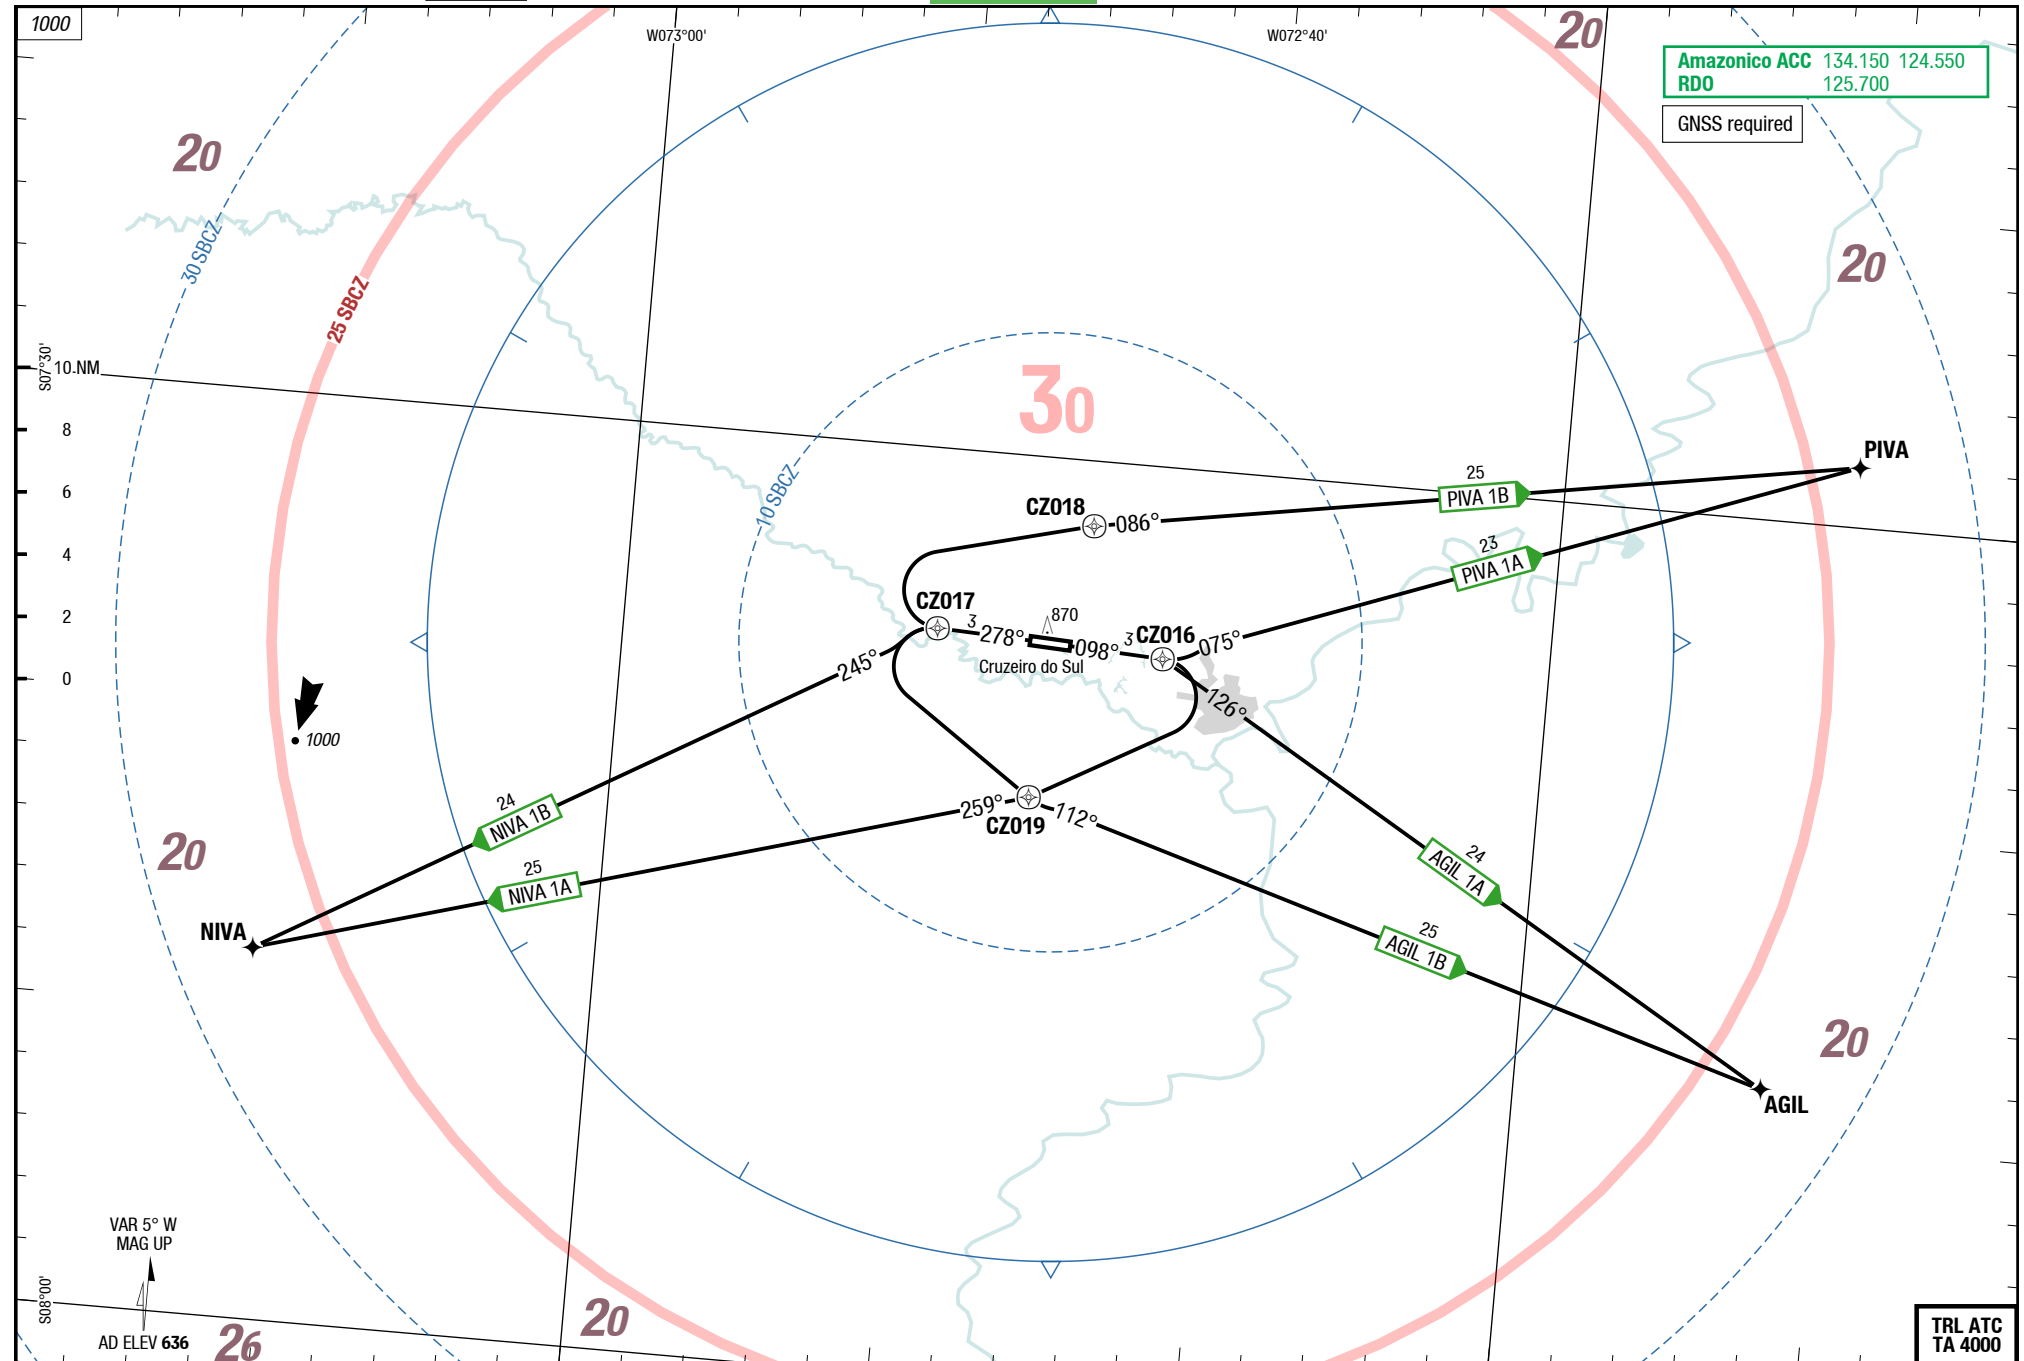 1000
W073°00'
W072°40'
20
Amazonico ACC 134.150 124.550
RDO 125.700
GNSS required
20
30 SBCZ
20
25 SBCZ
S07°30'
10 NM
30
8
PIVA
25
10 SBCZ
6
PIVA 1B
CZ018
086°
4
23
PIVA 1A
CZ017
2
3
278°
870
098°
3
CZ016
075°
Cruzeiro do Sul
245°
0
126°
1000
24
NIVA 1B
259°
CZ019
112°
20
25
NIVA 1A
24
AGIL 1A
NIVA
25
AGIL 1B
20
AGIL
VAR 5° W
MAG UP
S08°00'
AD ELEV 636
26
20
TRL ATC
TA 4000